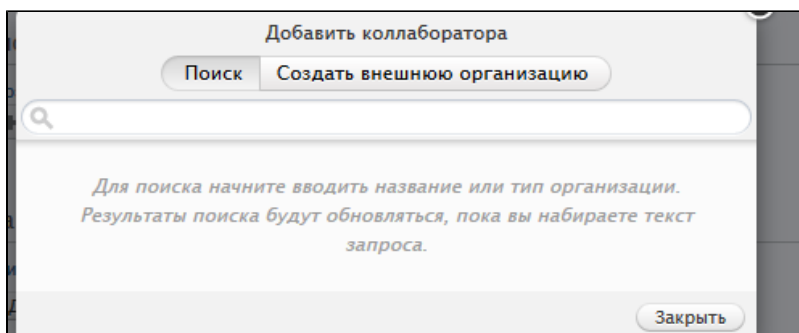 Добавить коллаборатора
Поиск Создать внешнюю организацию
Для поиска начните вводить название или тип организации.
Результаты поиска будут обновляться, пока вы набираете текст
запроса.
Закрыть